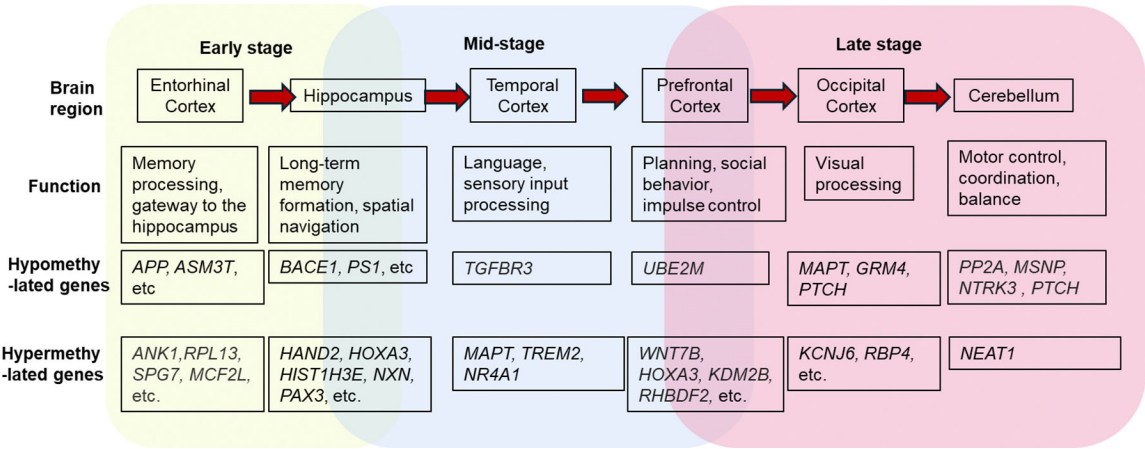 Early stage
Mid-stage
Late stage
Brain
region
Entorhinal
Cortex
Hippocampus
Temporal
Cortex
Prefrontal
Cortex
Occipital
Cortex
Cerebellum
Function
Memory
processing,
gateway to the
hippocampus
Long-term
memory
formation, spatial
navigation
Language,
sensory input
processing
Planning, social
behavior,
impulse control
Visual
processing
Motor control,
coordination,
balance
Hypomethy
-lated genes
APP, ASM3T,
etc
BACE1, PS1, etc
TGFBR3
UBE2M
MAPT, GRM4,
PTCH
PP2A, MSNP,
NTRK3 , PTCH
Hypermethy
-lated genes
ANK1,RPL13,
SPG7, MCF2L,
etc.
HAND2, HOXA3,
HIST1H3E, NXN,
PAX3, etc.
MAPT, TREM2,
NR4A1
WNT7B,
HOXA3, KDM2B,
RHBDF2, etc.
KCNJ6, RBP4,
etc.
NEAT1